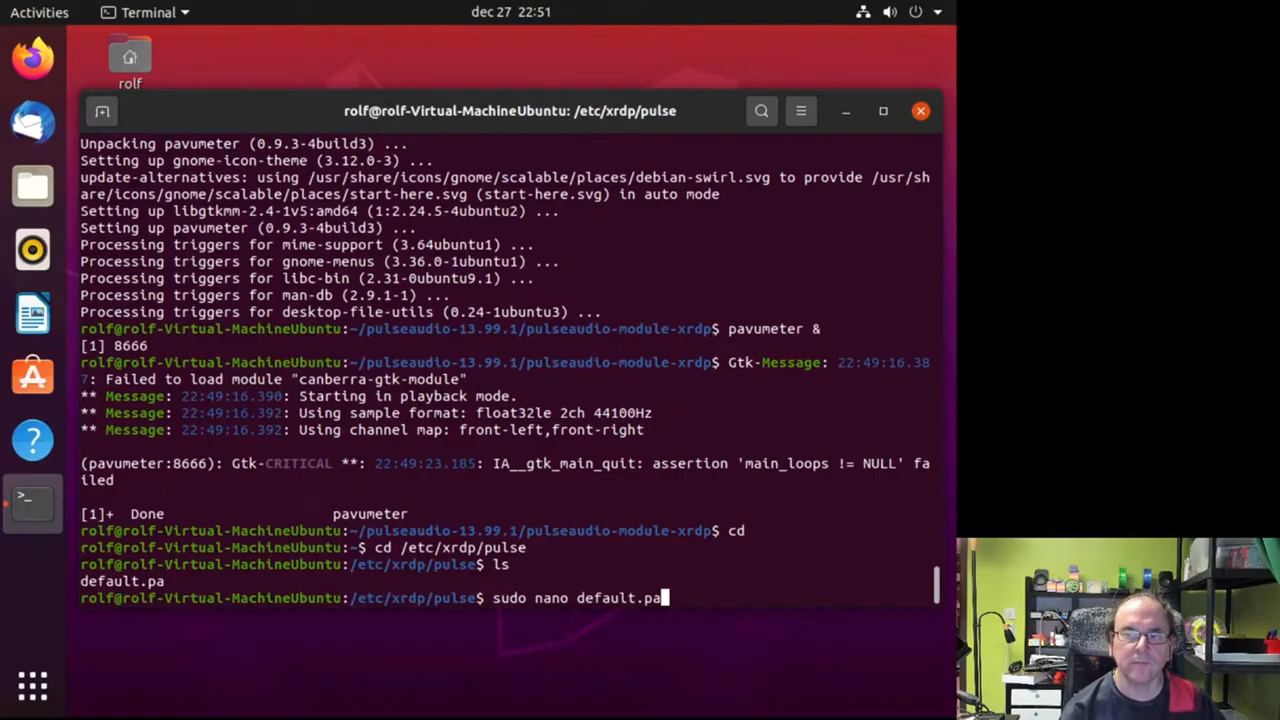 Activities
Terminal
dec 27 22:51
rolf
rolf@rolf-Virtual-MachineUbuntu: /etc/xrdp/pulse
Unpacking pavumeter (0.9.3-4build3) ...
Setting up gnome-icon-theme (3.12.0-3) ...
update-alternatives: using /usr/share/icons/gnome/scalable/places/debian-swirl.svg to provide /usr/sh
are/icons/gnome/scalable/places/start-here.svg (start-here.svg) in auto mode
Setting up libgtkmm-2.4-1v5:amd64 (1:2.24.5-4ubuntu2) ...
Setting up pavumeter (0.9.3-4build3) ...
Processing triggers for mime-support (3.64ubuntu1) ...
Processing triggers for gnome-menus (3.36.0-1ubuntu1) ...
Processing triggers for libc-bin (2.31-0ubuntu9.1) ...
Processing triggers for man-db (2.9.1-1) ...
Processing triggers for desktop-file-utils (0.24-1ubuntu3) ...
rolf@rolf-Virtual-MachineUbuntu:~/pulseaudio-13.99.1/pulseaudio-module-xrdp$ pavumeter &
[1] 8666
rolf@rolf-Virtual-MachineUbuntu:~/pulseaudio-13.99.1/pulseaudio-module-xrdp$ Gtk-Message: 22:49:16.38
7: Failed to load module "canberra-gtk-module"
** Message: 22:49:16.390: Starting in playback mode.
** Message: 22:49:16.392: Using sample format: float32le 2ch 44100Hz
** Message: 22:49:16.392: Using channel map: front-left,front-right
(pavumeter:8666): Gtk-CRITICAL **: 22:49:23.185: IA__gtk_main_quit: assertion 'main_loops != NULL' fa
iled
[1]+  Done                    pavumeter
rolf@rolf-Virtual-MachineUbuntu:~/pulseaudio-13.99.1/pulseaudio-module-xrdp$ cd
rolf@rolf-Virtual-MachineUbuntu:~$ cd /etc/xrdp/pulse
rolf@rolf-Virtual-MachineUbuntu:/etc/xrdp/pulse$ ls
default.pa
rolf@rolf-Virtual-MachineUbuntu:/etc/xrdp/pulse$ sudo nano default.pa